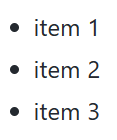 • item 1
• item 2
• item 3